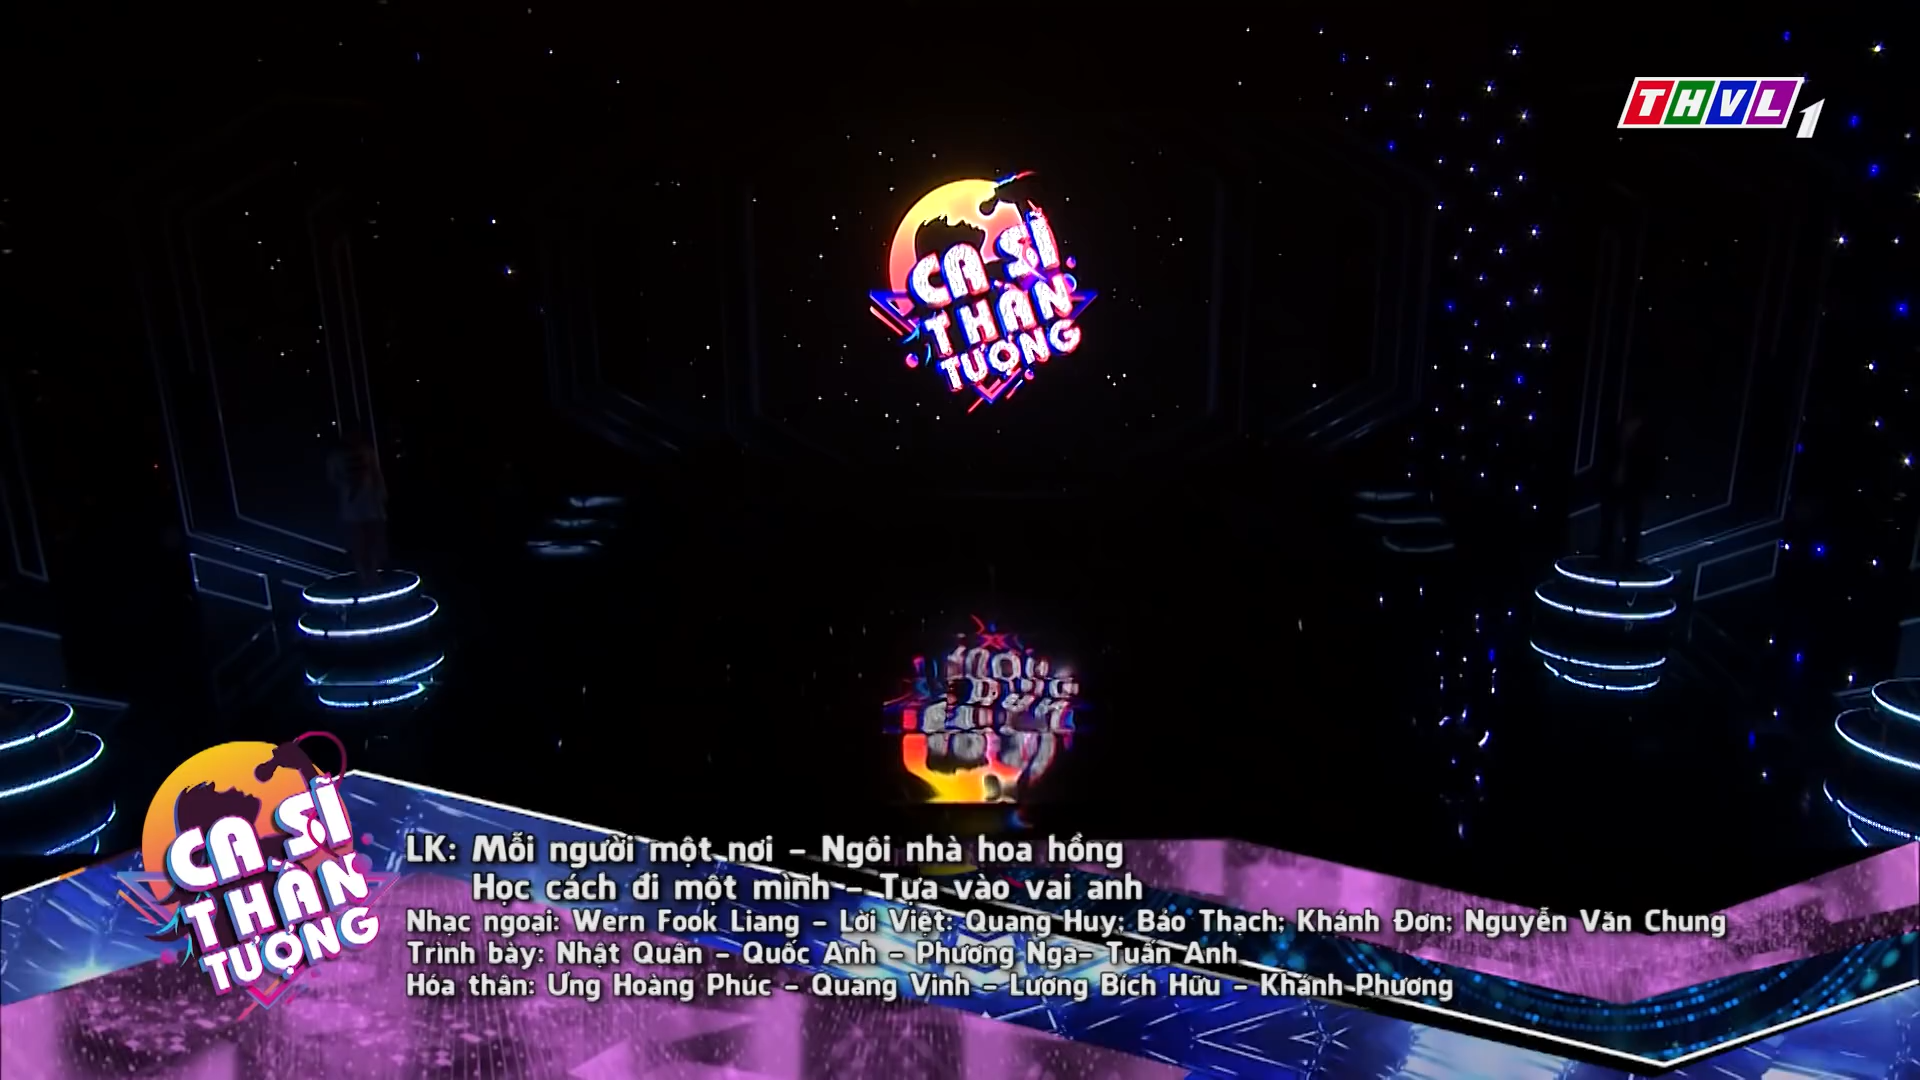 THVL1
CA SĨ
THẦN
TƯỢNG
CA SĨ
THẦN
TƯỢNG
LK: Mỗi người một nơi – Ngôi nhà hoa hồng
Học cách đi một mình – Tựa vào vai anh
Nhạc ngoại: Wern Fook Liang – Lời Việt: Quang Huy; Bảo Thạch; Khánh Đơn; Nguyễn Văn Chung
Trình bày: Nhật Quân – Quốc Anh – Phương Nga– Tuấn Anh
Hóa thân: Ưng Hoàng Phúc – Quang Vinh – Lương Bích Hữu – Khánh Phương